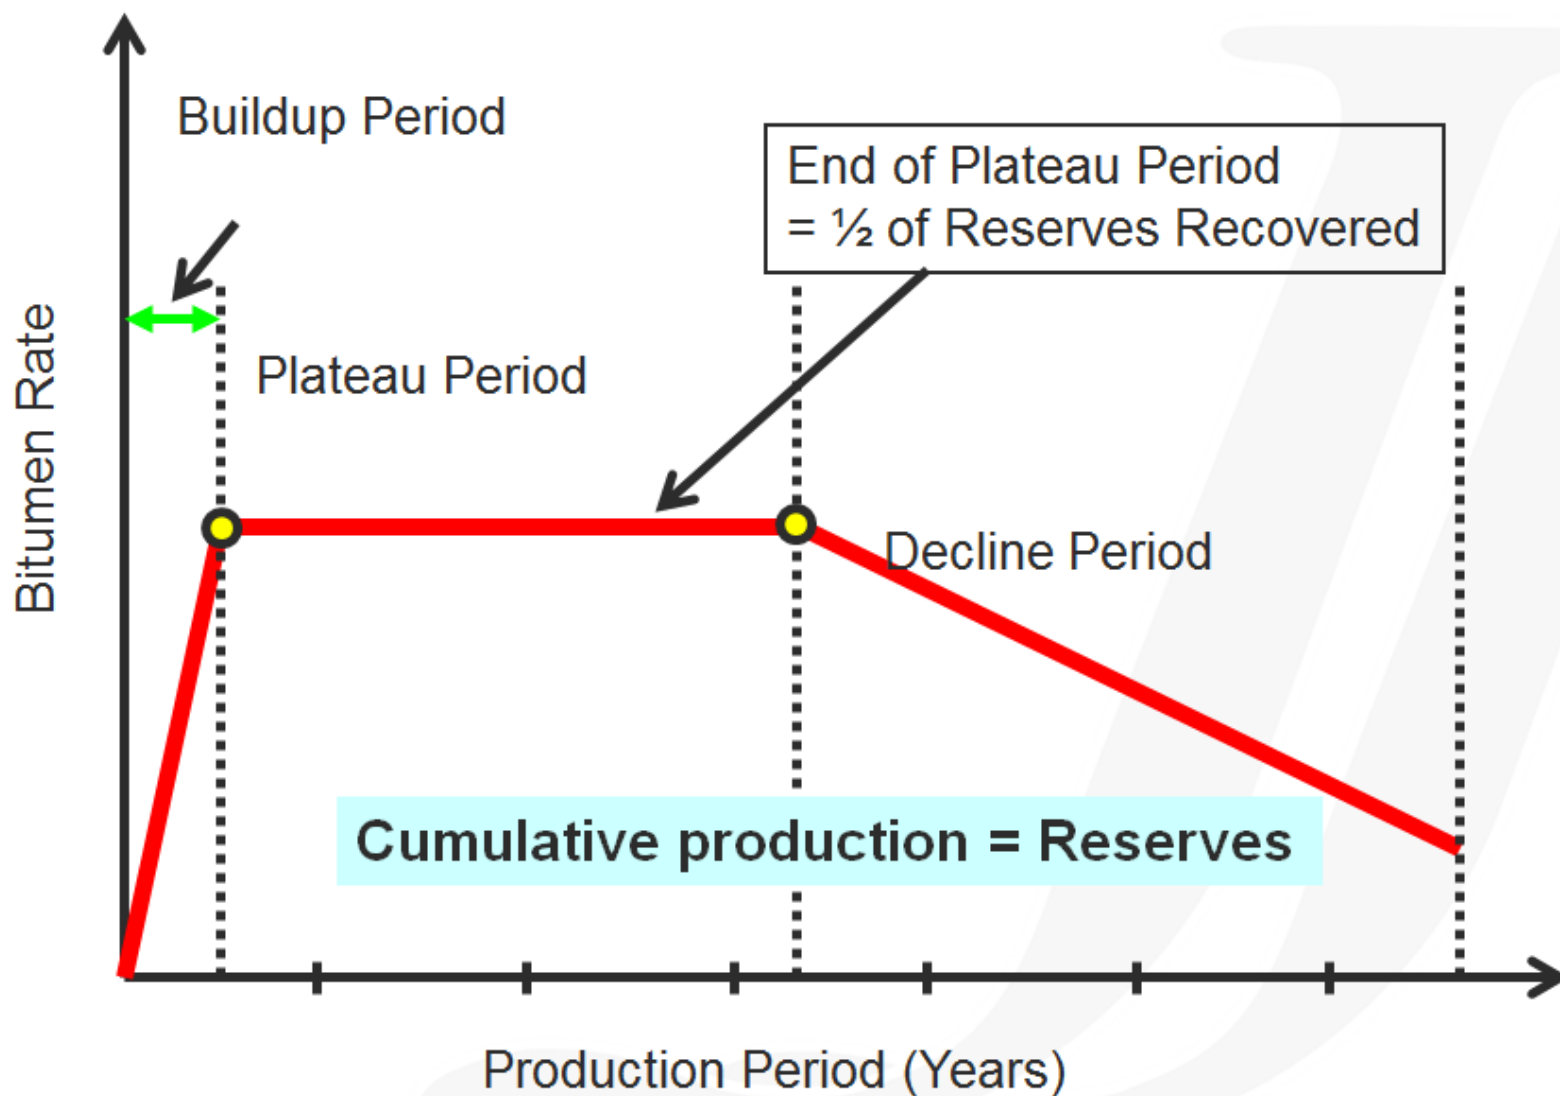 Buildup Period
End of Plateau Period
= ½ of Reserves Recovered
Plateau Period
Bitumen Rate
Decline Period
Cumulative production = Reserves
Production Period (Years)